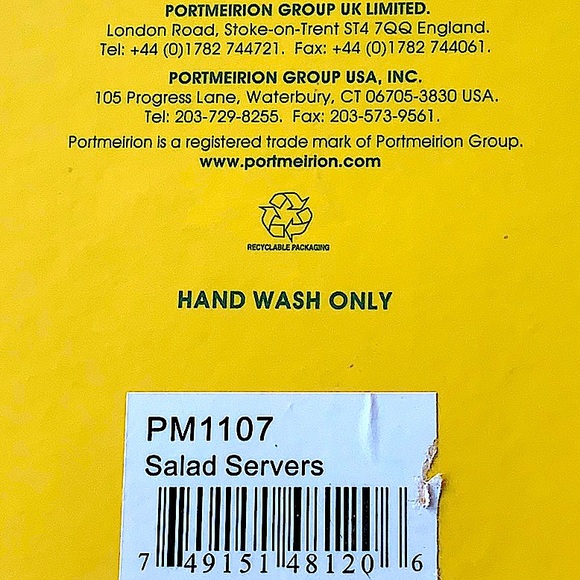 PORTMEIRION GROUP UK LIMITED.
London Road, Stoke-on-Trent ST4 7QQ England.
Tel: +44 (0)1782 744721. Fax: +44 (0)1782 744061.
PORTMEIRION GROUP USA, INC.
105 Progress Lane, Waterbury, CT 06705-3830 USA.
Tel: 203-729-8255. Fax: 203-573-9561.
Portmeirion is a registered trade mark of Portmeirion Group.
www.portmeirion.com
RECYCLABLE PACKAGING
HAND WASH ONLY
PM1107
Salad Servers
7 49151 48120 6